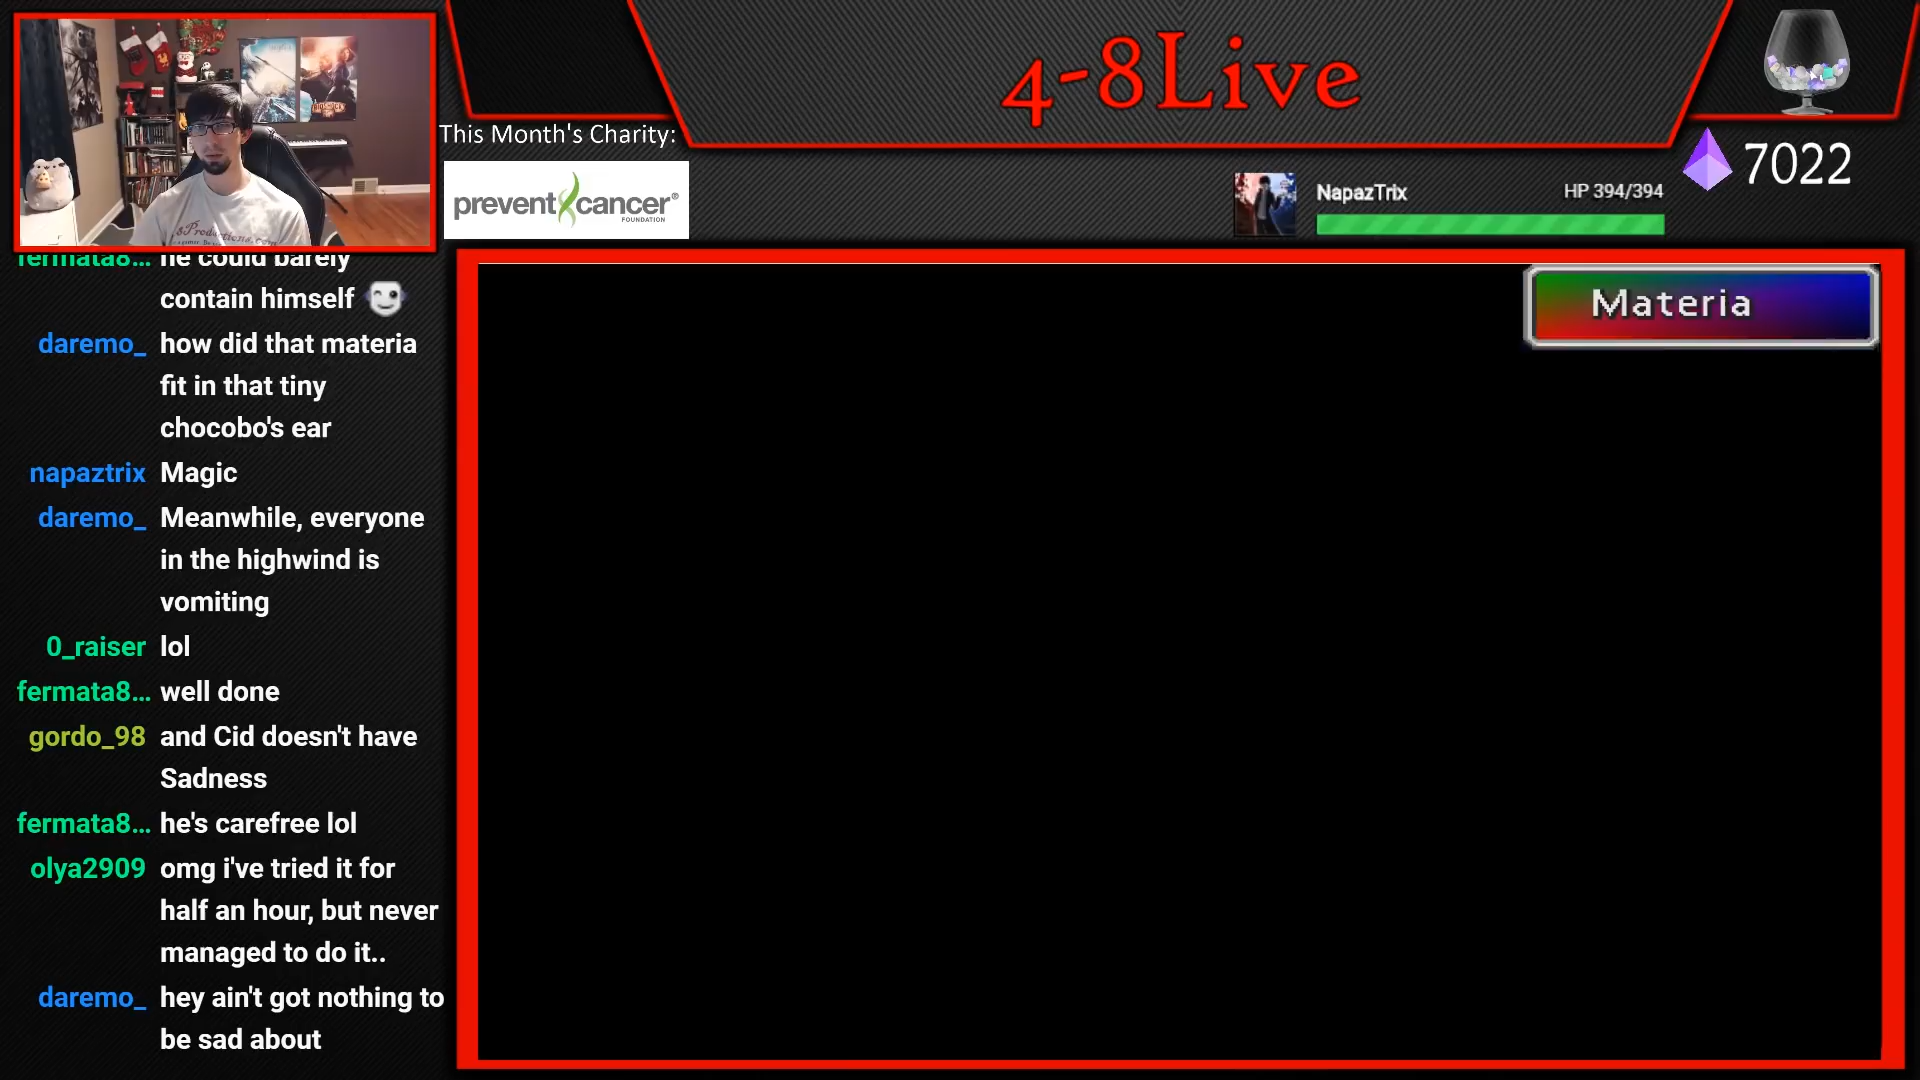 4-8Live
This Month's Charity:
prevent cancer®
FOUNDATION
NapazTrix HP 394/394
7022
Materia
fermata8... he could barely
contain himself
daremo_ how did that materia
fit in that tiny
chocobo's ear
napaztrix Magic
daremo_ Meanwhile, everyone
in the highwind is
vomiting
0_raiser lol
fermata8... well done
gordo_98 and Cid doesn't have
Sadness
fermata8... he's carefree lol
olya2909 omg i've tried it for
half an hour, but never
managed to do it..
daremo_ hey ain't got nothing to
be sad about